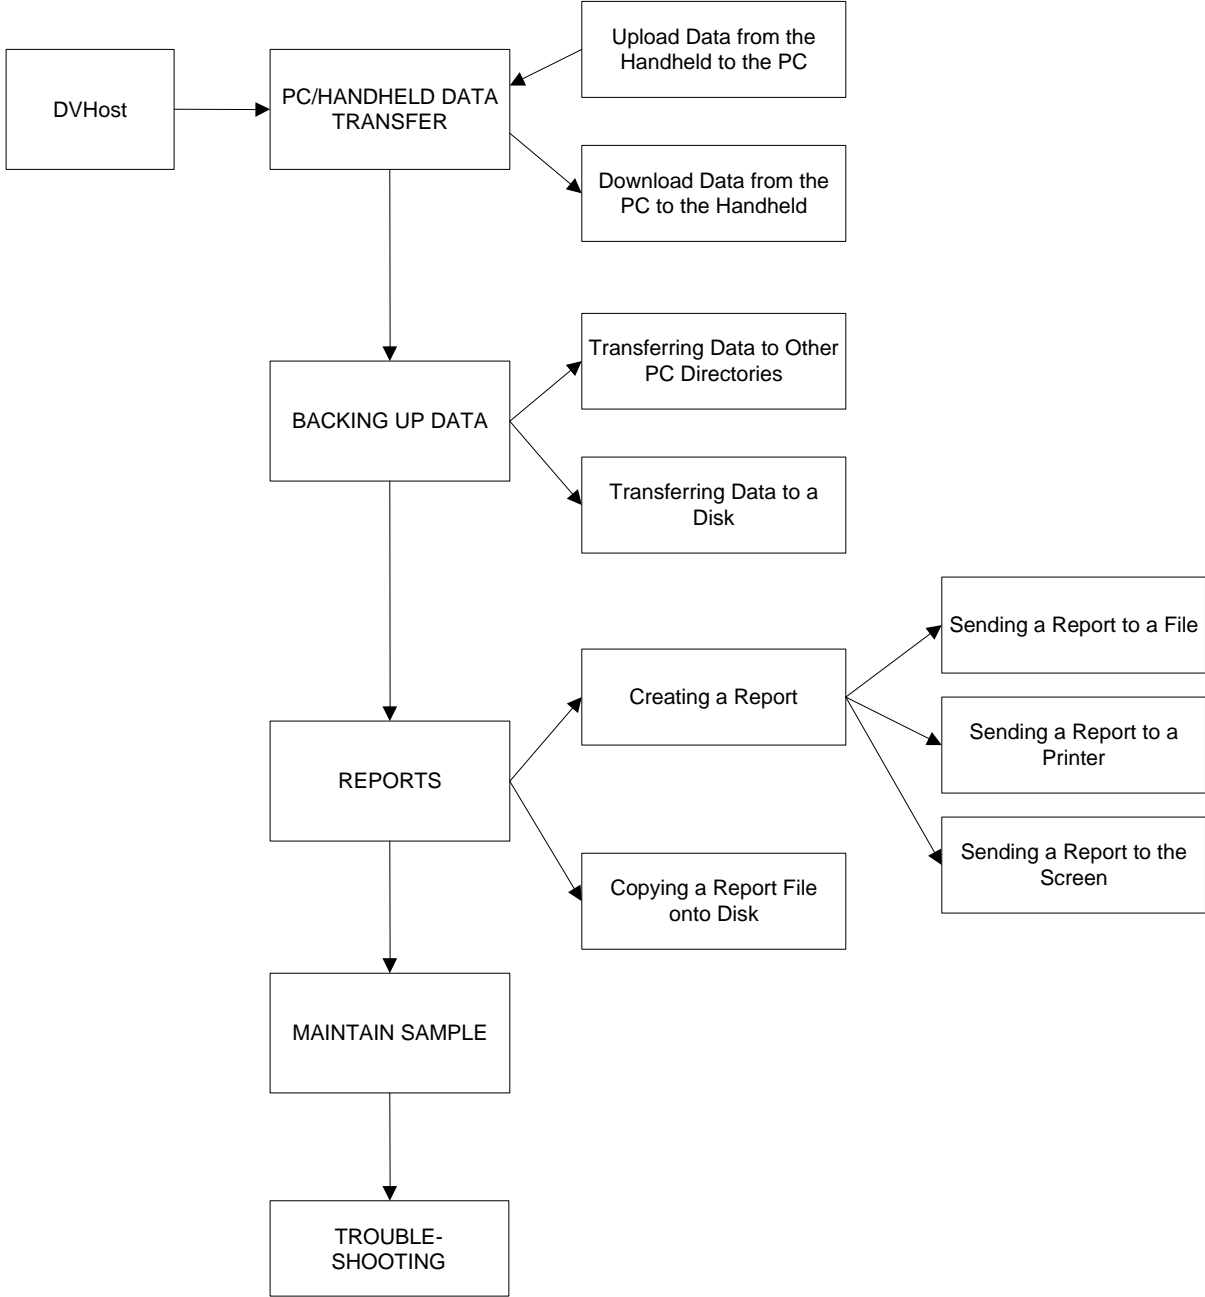 Upload Data from the
Handheld to the PC
DVHost
PC/HANDHELD DATA
TRANSFER
Download Data from the
PC to the Handheld
Transferring Data to Other
PC Directories
BACKING UP DATA
Transferring Data to a
Disk
Sending a Report to a File
Creating a Report
Sending a Report to a
Printer
REPORTS
Sending a Report to the
Screen
Copying a Report File
onto Disk
MAINTAIN SAMPLE
TROUBLE-
SHOOTING